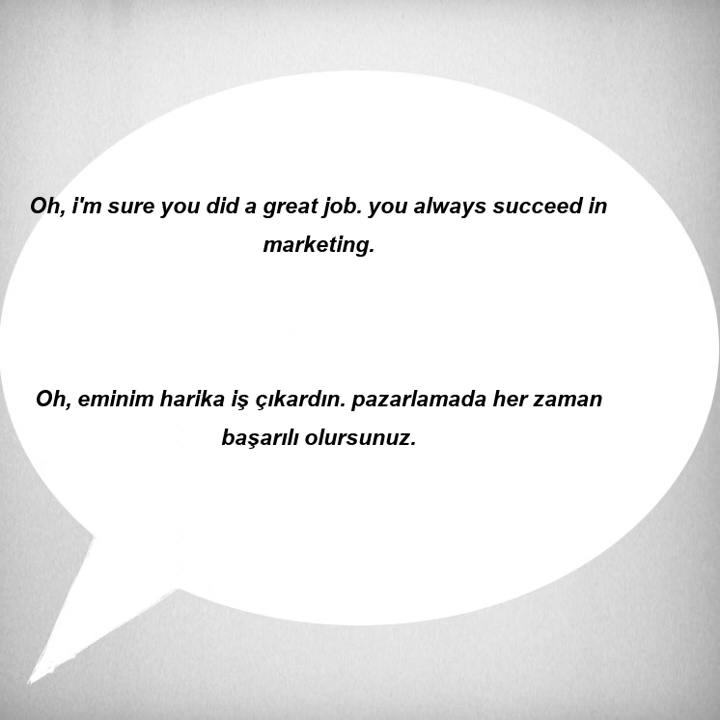 Oh, i'm sure you did a great job. you always succeed in
marketing.
Oh, eminim harika iş çıkardın. pazarlamada her zaman
başarılı olursunuz.